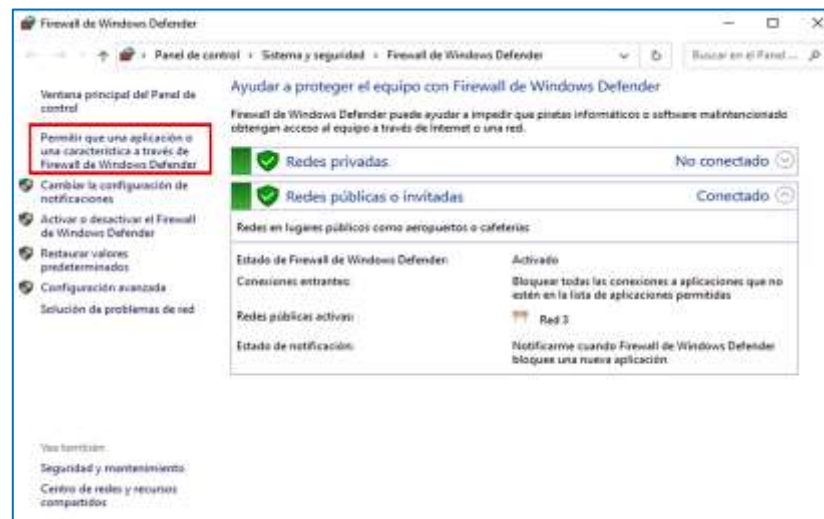 Firewall de Windows Defender
Panel de control > Sistema y seguridad > Firewall de Windows Defender
Buscar en el Panel ...
Ventana principal del Panel de
control
Permitir que una aplicación o
una característica a través de
Firewall de Windows Defender
Cambiar la configuración de
notificaciones
Activar o desactivar el Firewall
de Windows Defender
Restaurar valores
predeterminados
Configuración avanzada
Solución de problemas de red
Vea también
Seguridad y mantenimiento
Centro de redes y recursos
compartidos
Ayudar a proteger el equipo con Firewall de Windows Defender
Firewall de Windows Defender puede ayudar a impedir que piratas informáticos o software malintencionado
obtengan acceso al equipo a través de Internet o una red.
Redes privadas No conectado
Redes públicas o invitadas Conectado
Redes en lugares públicos como aeropuertos o cafeterías
Estado de Firewall de Windows Defender: Activado
Conexiones entrantes: Bloquear todas las conexiones a aplicaciones que no
estén en la lista de aplicaciones permitidas
Redes públicas activas: Red 3
Estado de notificación: Notificarme cuando Firewall de Windows Defender
bloquee una nueva aplicación